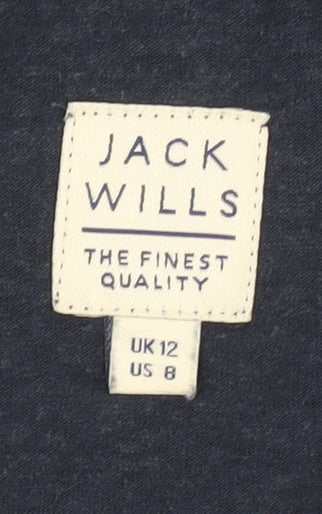 JACK
WILLS
THE FINEST
QUALITY
UK 12
US 8